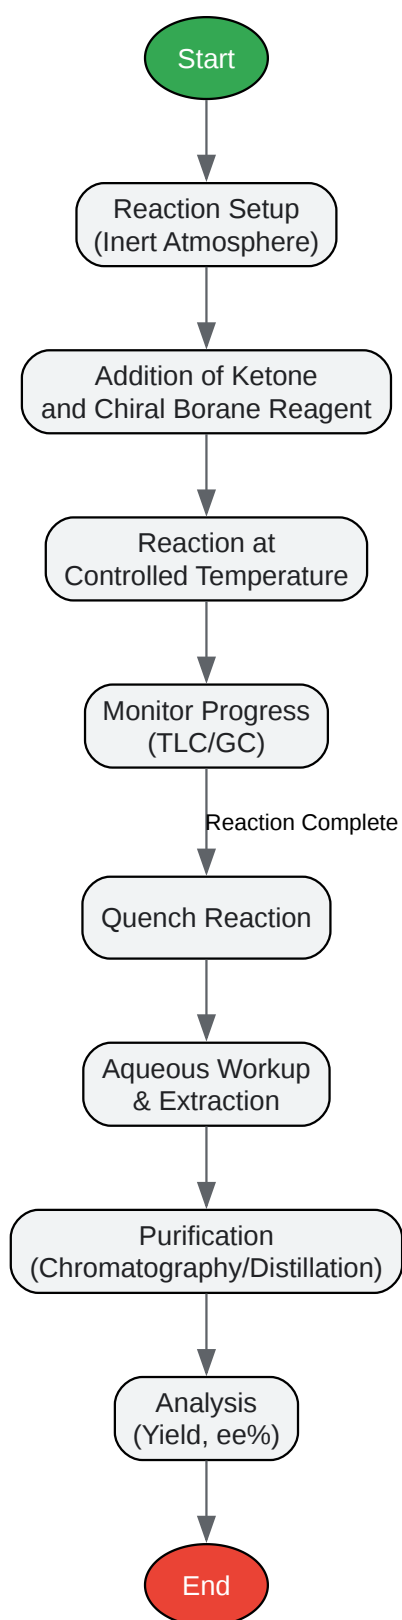 Start
Reaction Setup
(Inert Atmosphere)
Addition of Ketone
and Chiral Borane Reagent
Reaction at
Controlled Temperature
Monitor Progress
(TLC/GC)
Reaction Complete
Quench Reaction
Aqueous Workup
& Extraction
Purification
(Chromatography/Distillation)
Analysis
(Yield, ee%)
End